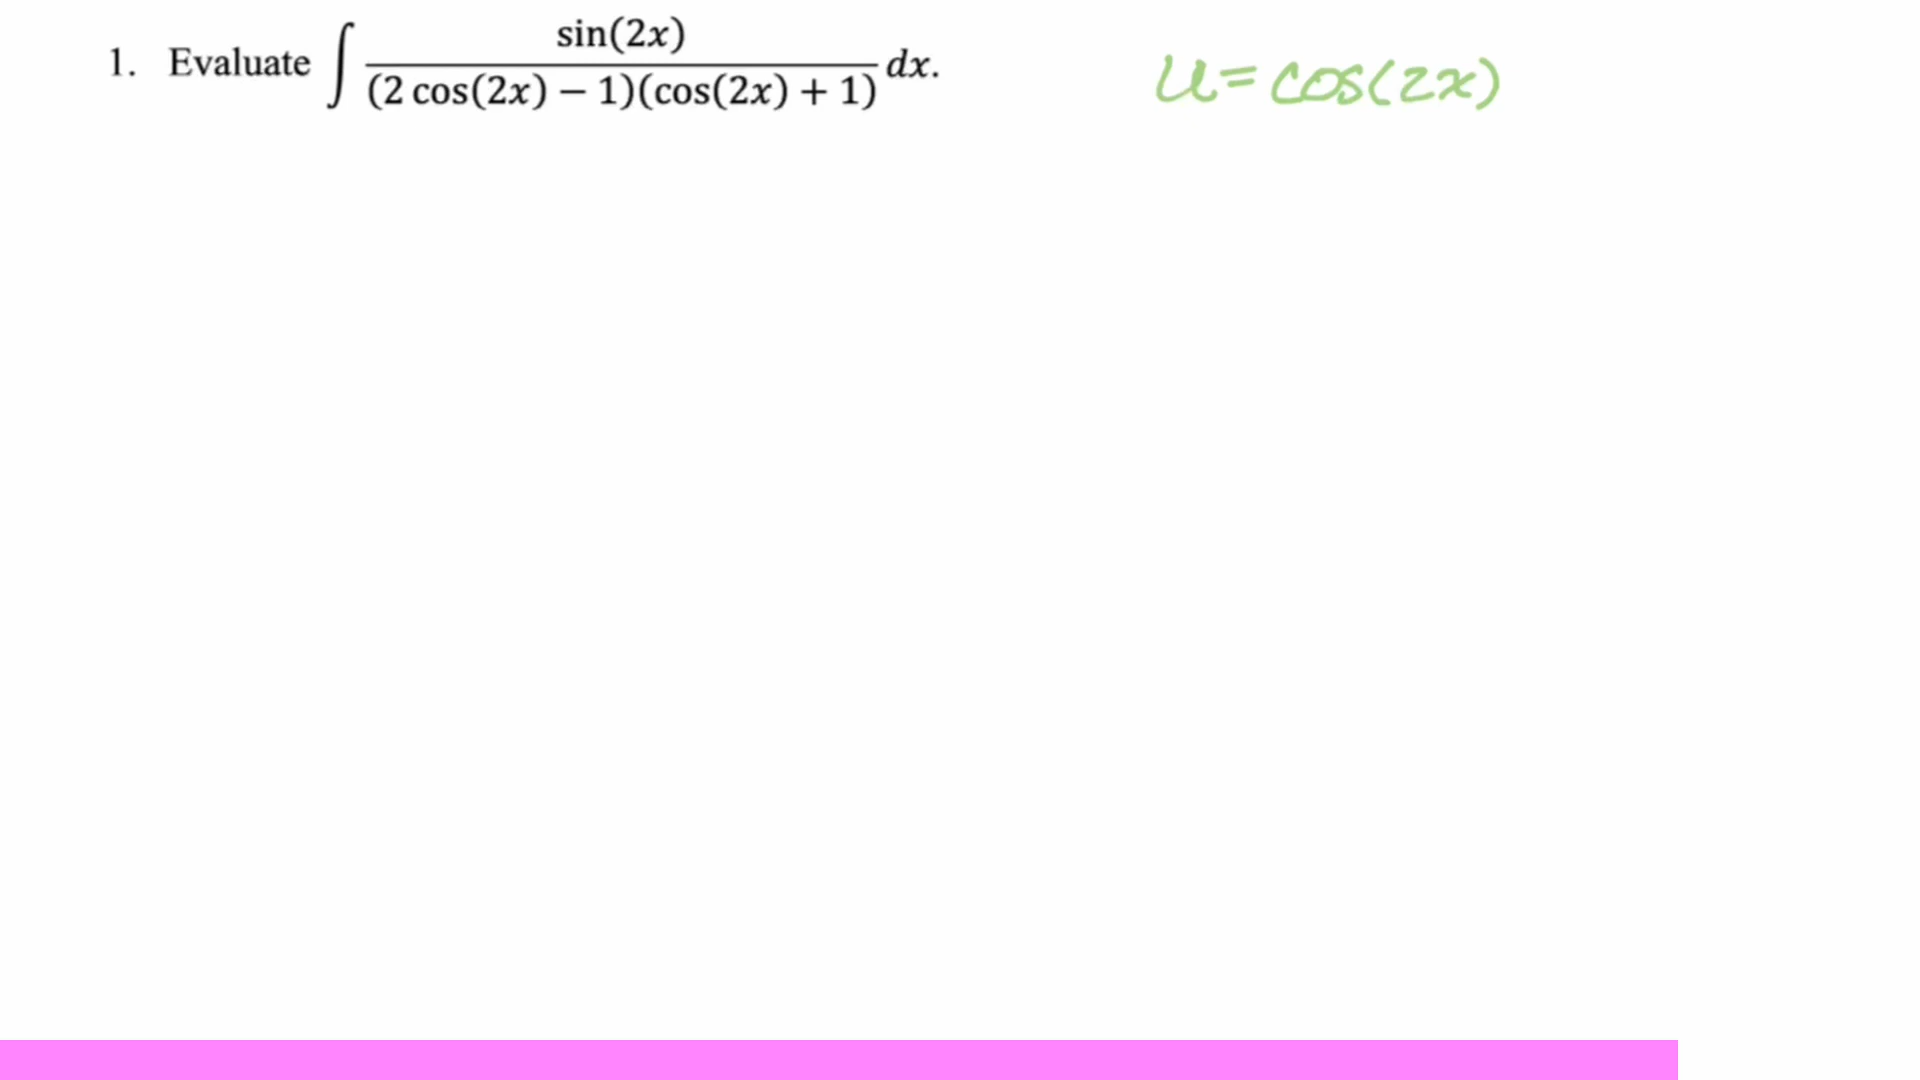 1. Evaluate ∫ sin(2x) / (2 cos(2x) − 1)(cos(2x) + 1) dx.
u = cos(2x)